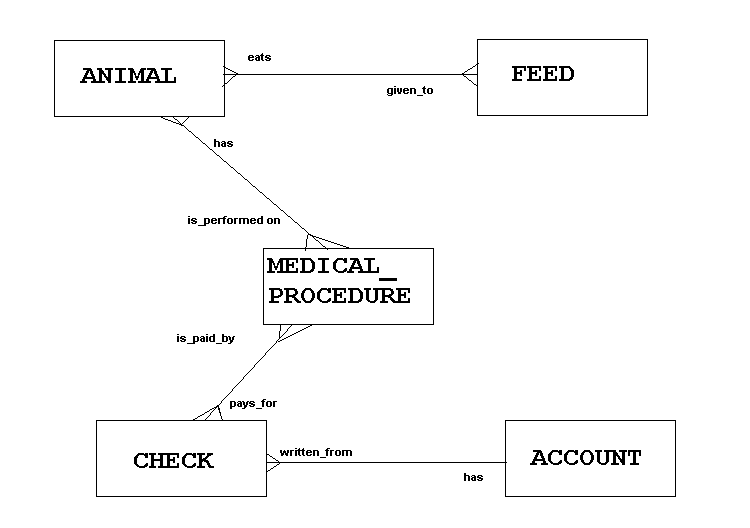 eats
ANIMAL
FEED
given_to
has
is_performed on
MEDICAL_
PROCEDURE
is_paid_by
pays_for
written_from
CHECK
ACCOUNT
has